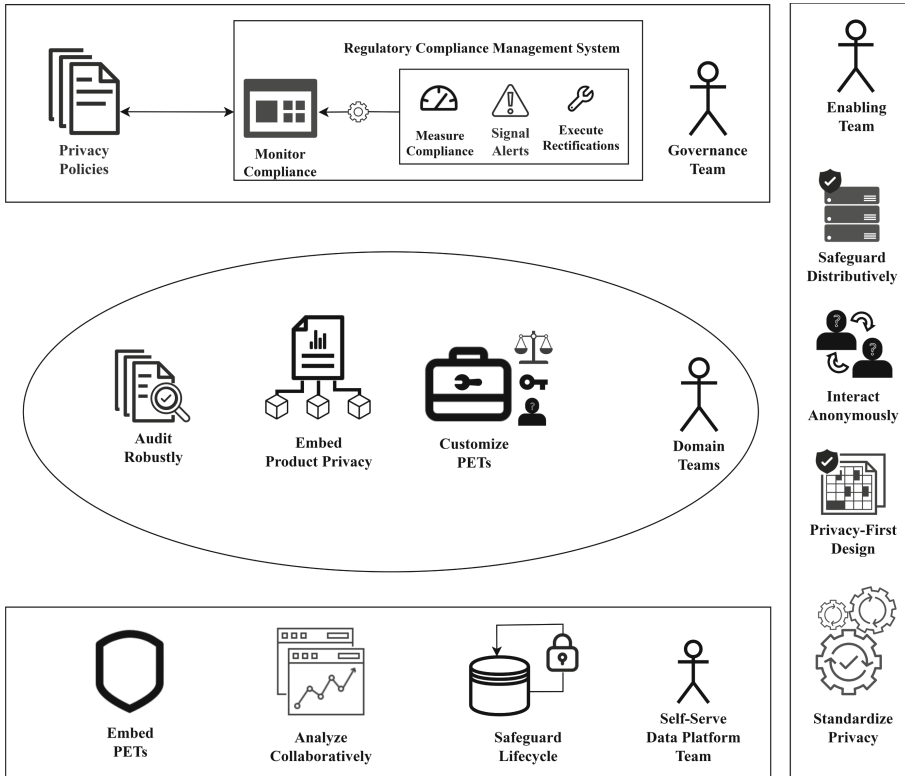 Regulatory Compliance Management System
Privacy
Policies
Monitor
Compliance
Measure
Compliance
Signal
Alerts
Execute
Rectifications
Governance
Team
Audit
Robustly
Embed
Product Privacy
Customize
PETs
Domain
Teams
Embed
PETs
Analyze
Collaboratively
Safeguard
Lifecycle
Self-Serve
Data Platform
Team
Enabling
Team
Safeguard
Distributively
? ?
Interact
Anonymously
Privacy-First
Design
Standardize
Privacy